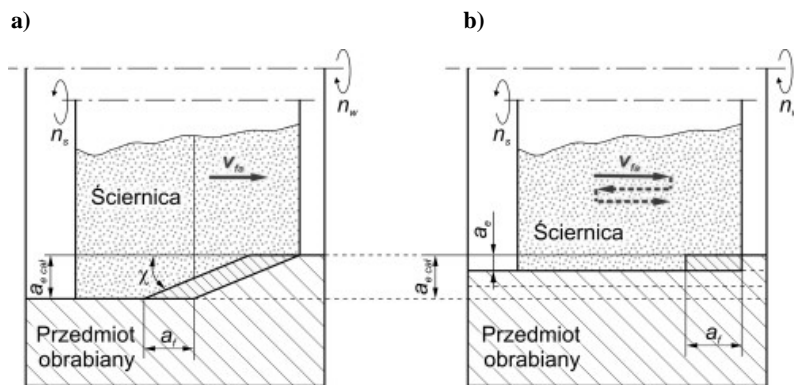 a)
b)
n_w
n_s
v_fa
Ściernica
a_e cał
χ
a_f
Przedmiot
obrabiany
n_s
v_fa
a_e
Ściernica
a_e cał
a_f
Przedmiot
obrabiany